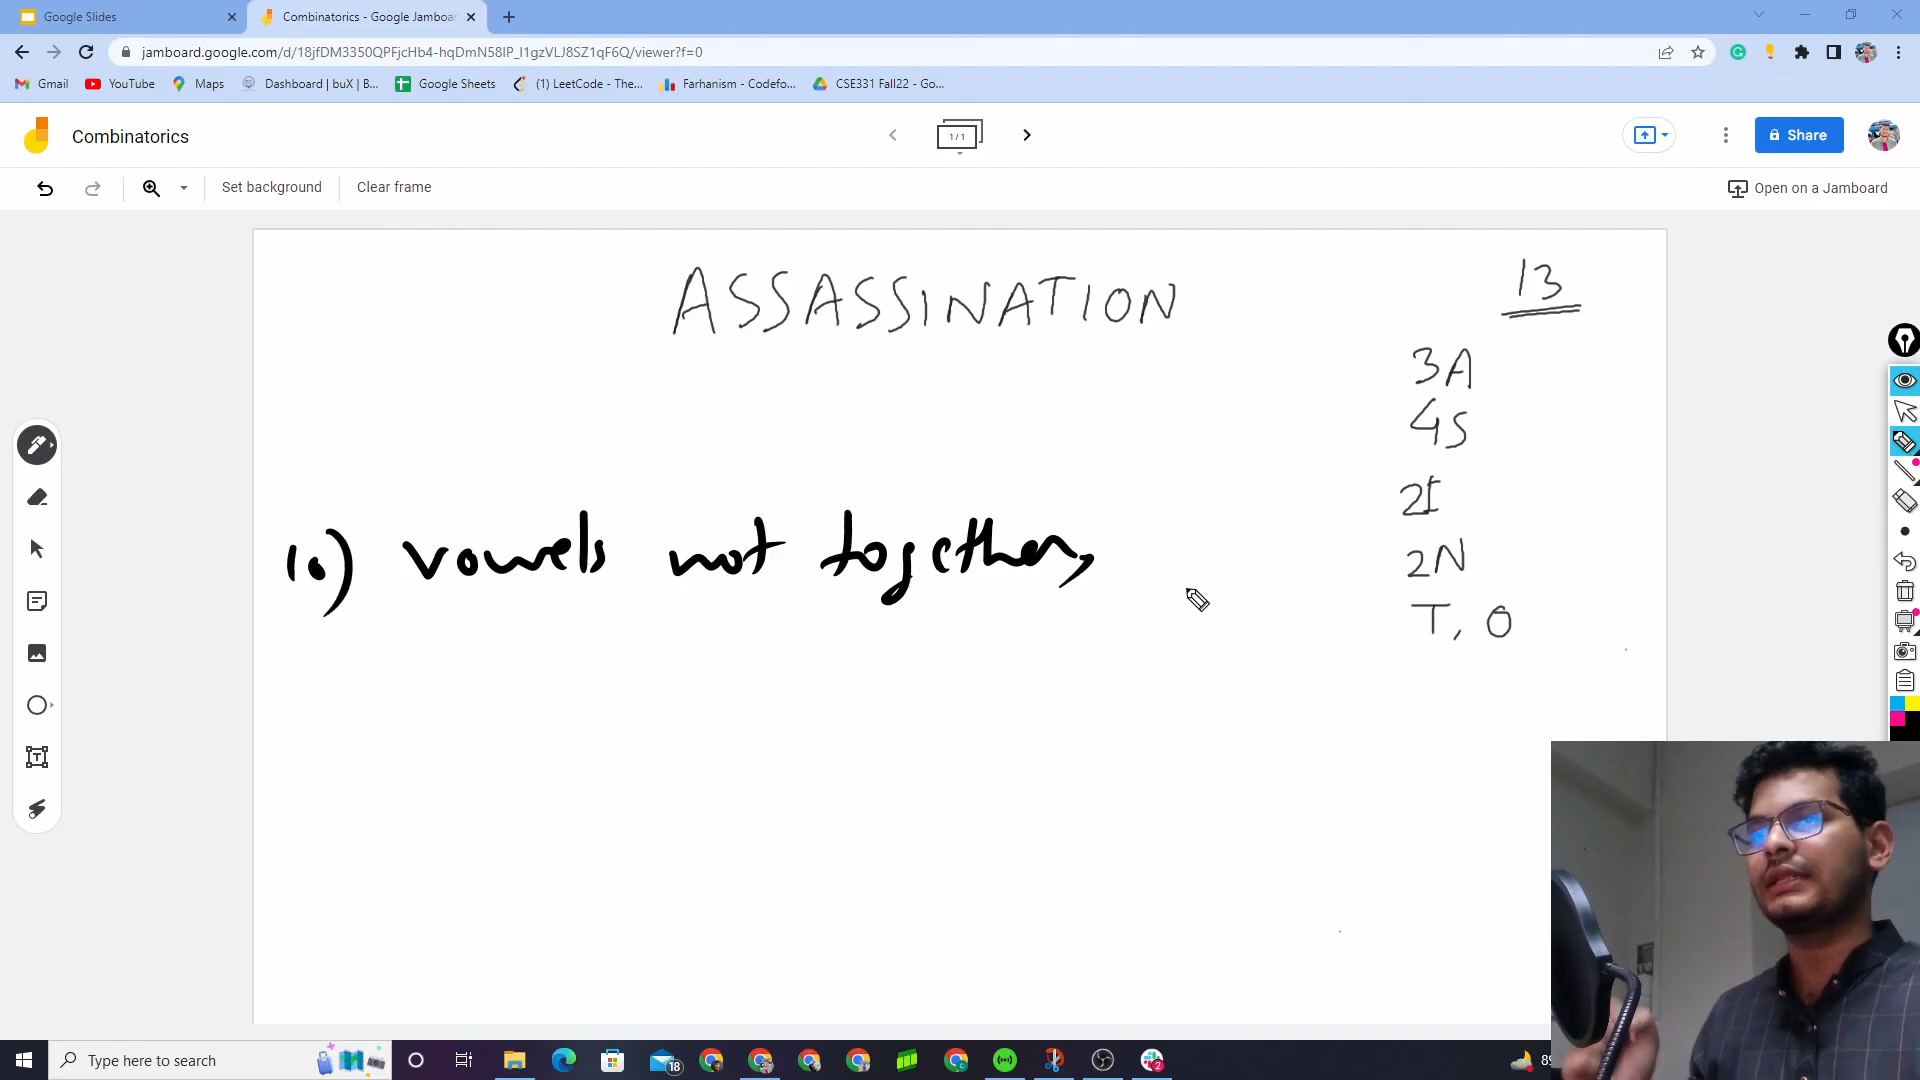 Google Slides
Combinatorics - Google Jamboa
jamboard.google.com/d/18jfDM3350QPFjcHb4-hqDmN58IP_I1gzVLJ8SZ1qF6Q/viewer?f=0
Gmail YouTube Maps Dashboard | buX | B... Google Sheets (1) LeetCode - The... Farhanism - Codefo... CSE331 Fall22 - Go...
Combinatorics
1 / 1
Share
Set background Clear frame
Open on a Jamboard
ASSASSINATION
13
3A
4S
2I
2N
T, O
10) vowels not together,
Type here to search
18
2